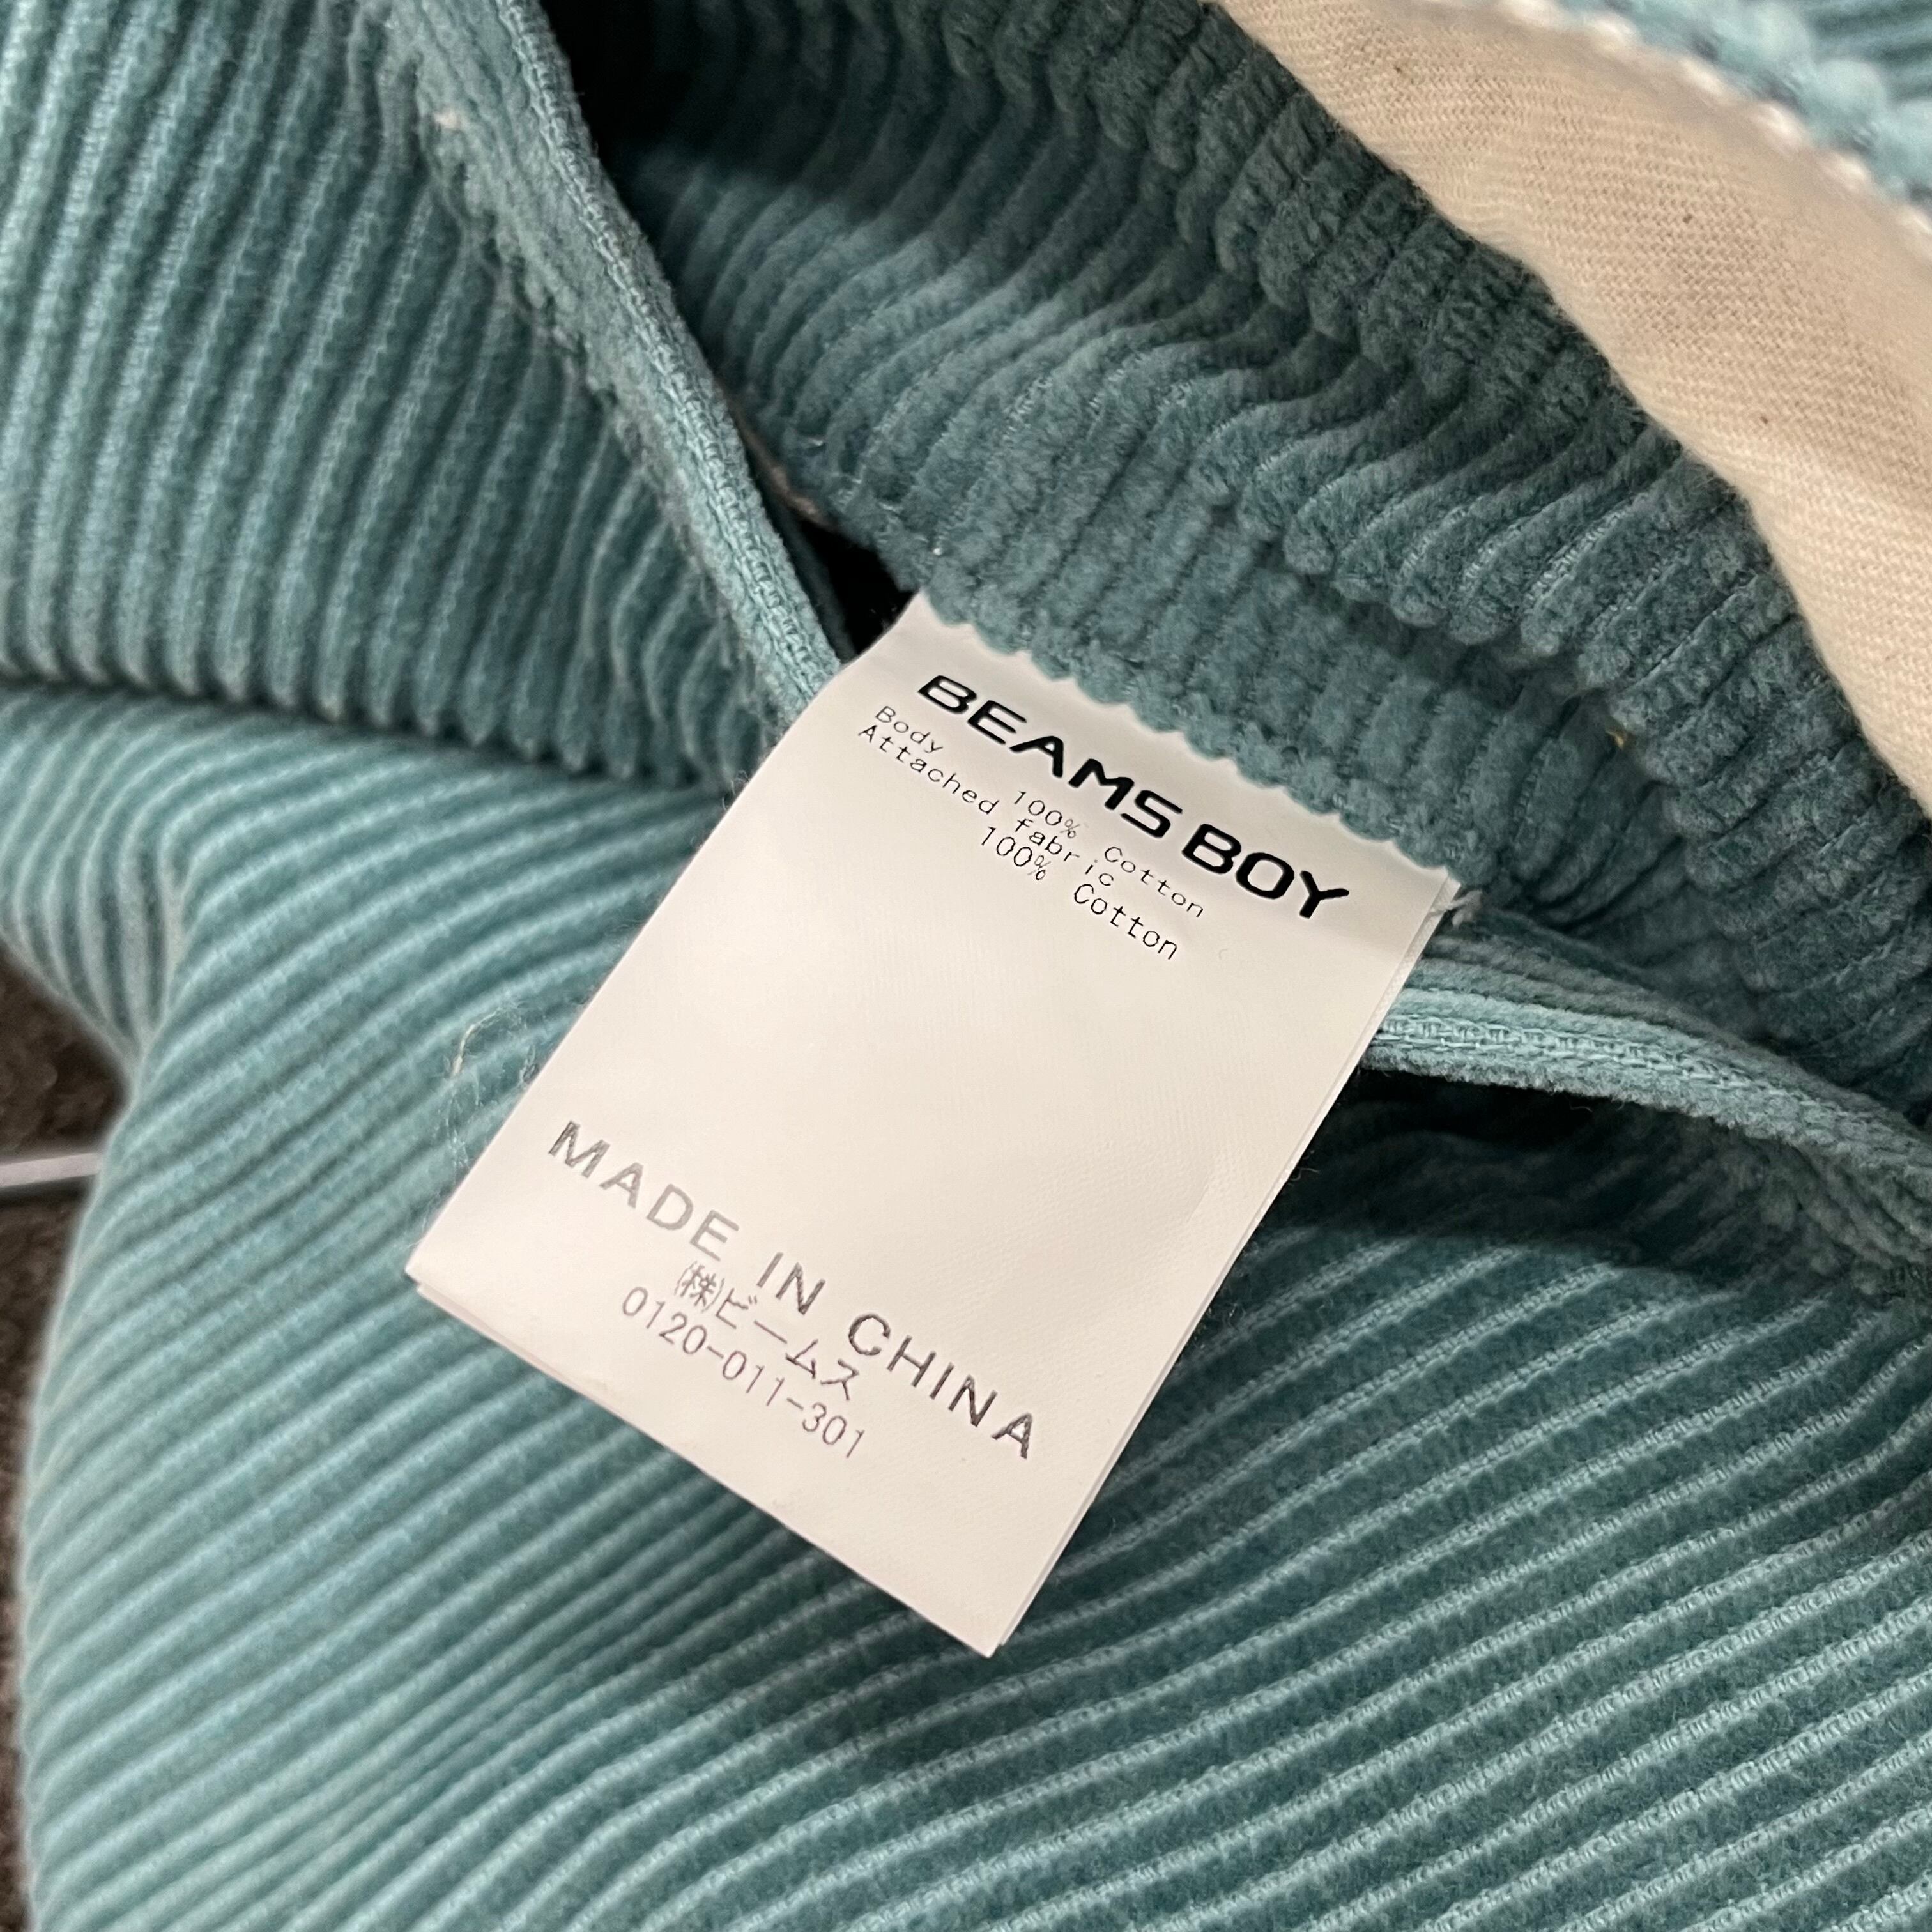 BEAMS BOY
Body
100% Cotton
Attached fabric
100% Cotton
MADE IN CHINA
㈱ビームス
0120-011-301